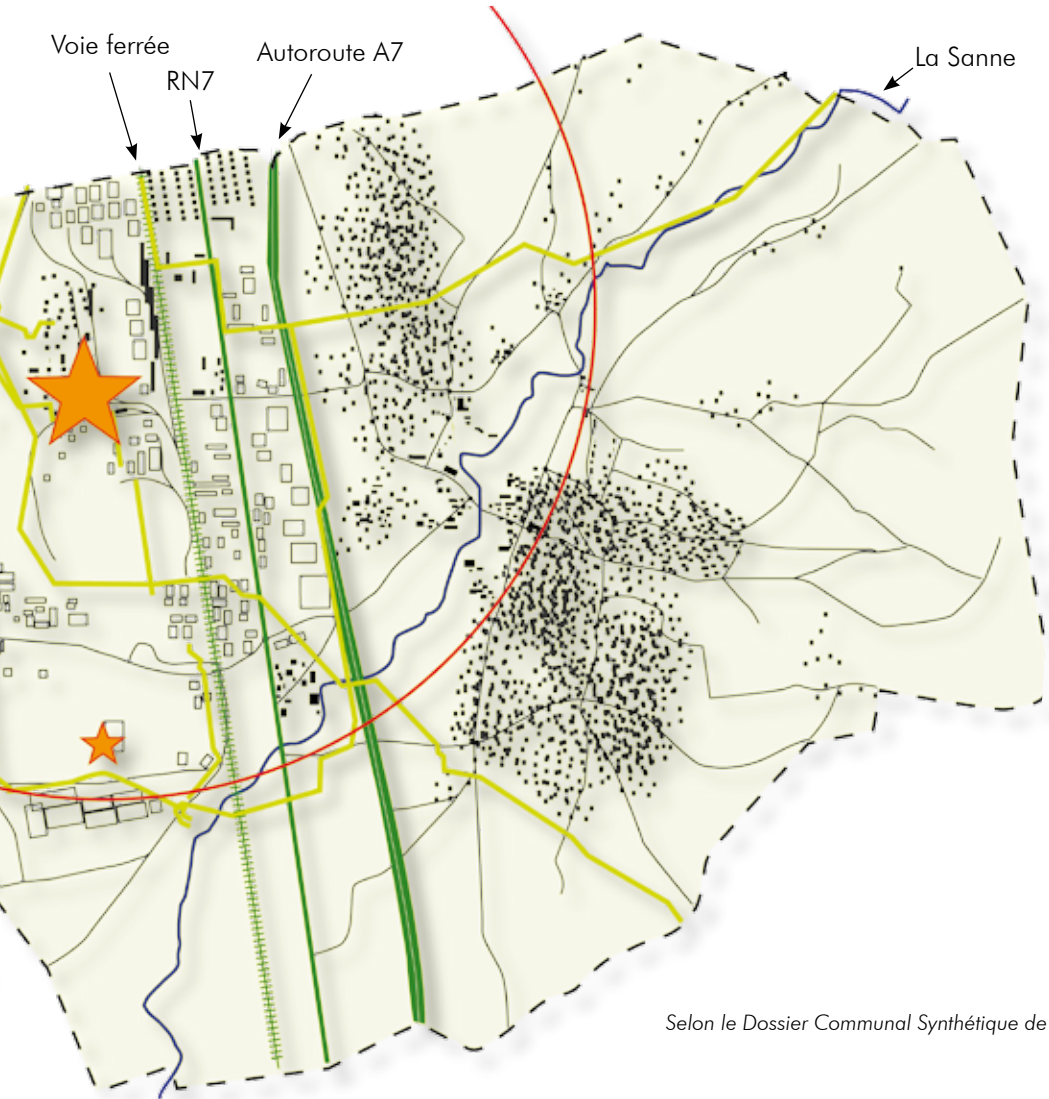 Voie ferrée
RN7
Autoroute A7
La Sanne
Selon le Dossier Communal Synthétique de